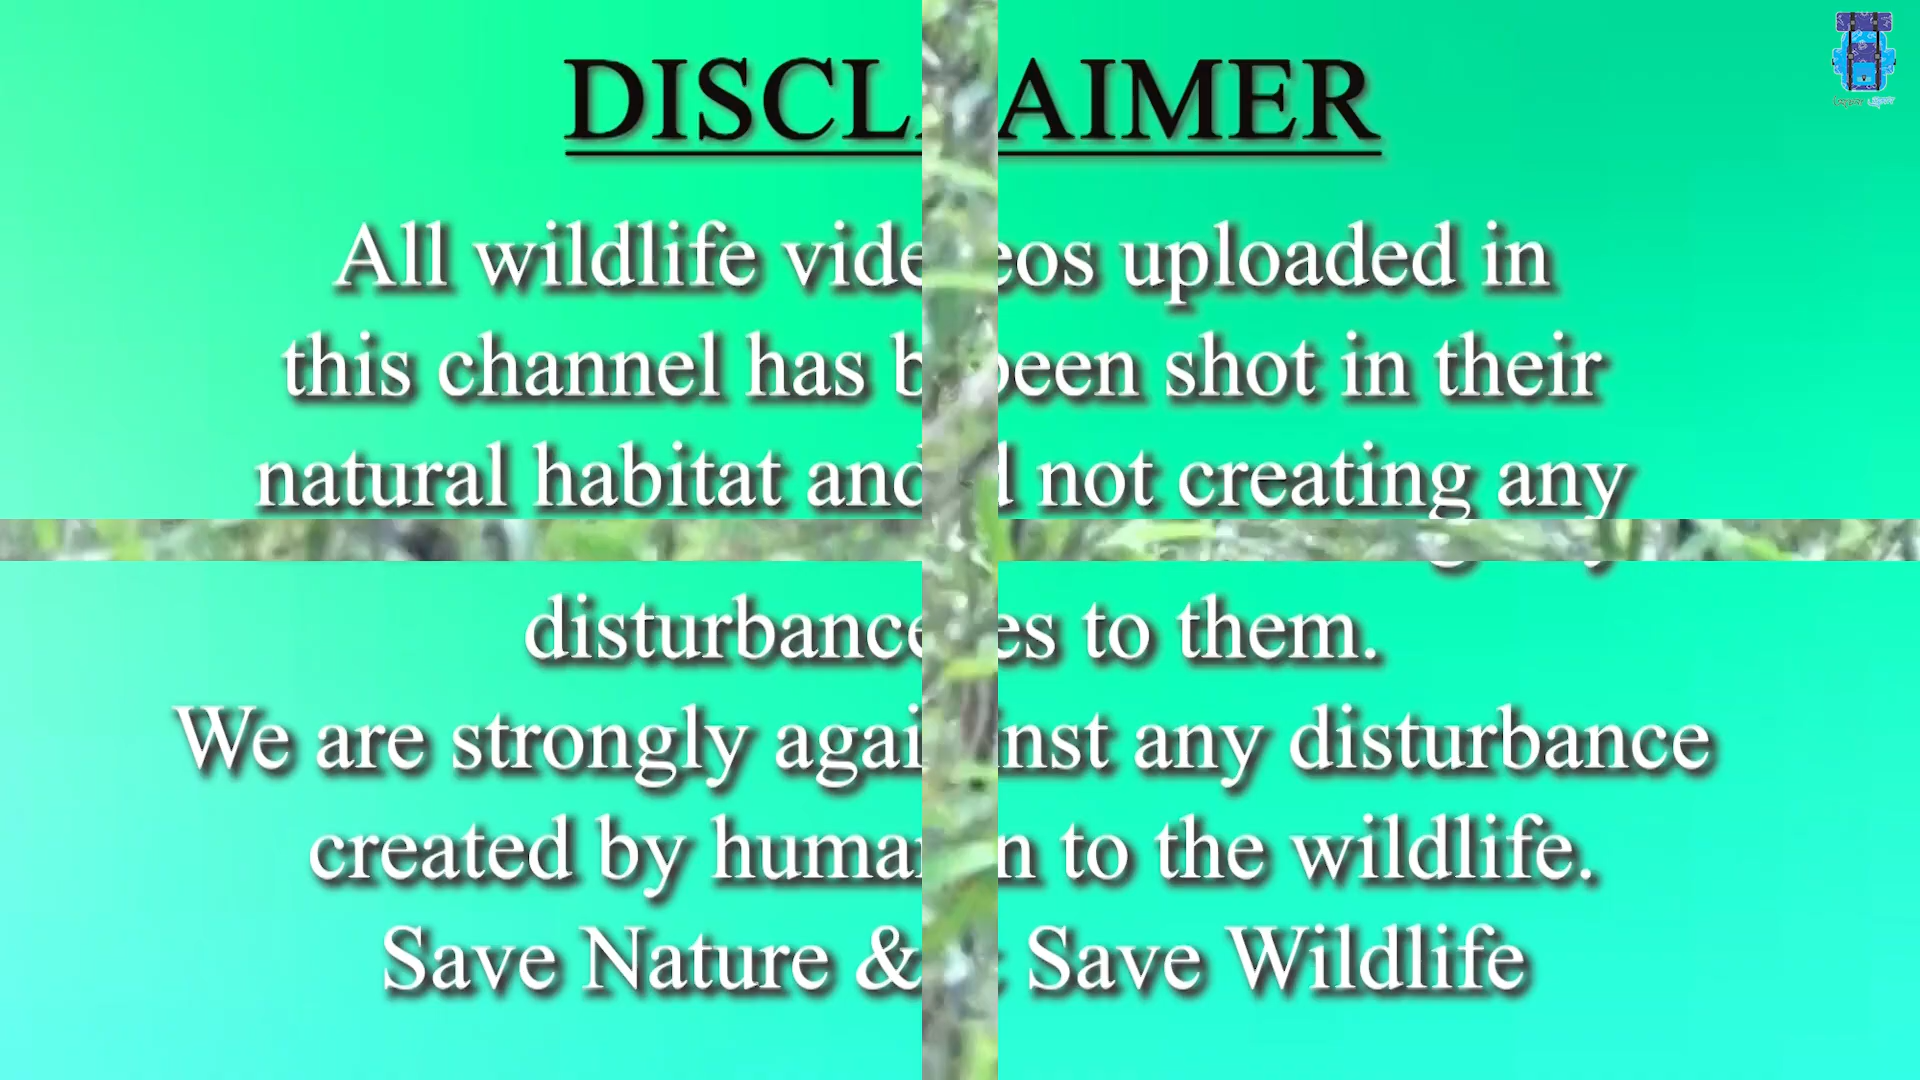 DISCLAIMER
All wildlife videos uploaded in
this channel has been shot in their
natural habitat and not creating any
disturbances to them.
We are strongly against any disturbance
created by human to the wildlife.
Save Nature & Save Wildlife